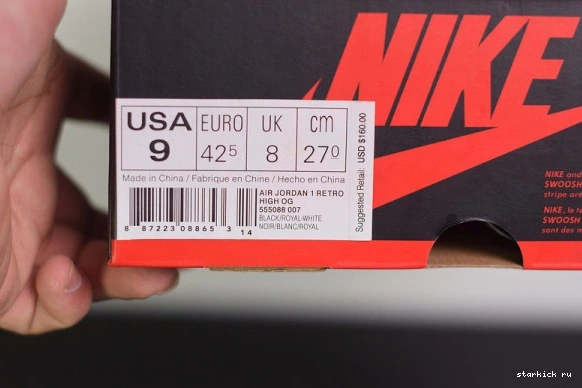 NIKE
USA EURO UK cm
9 42 5 8 27 0
Made in China / Fabrique en Chine / Hecho en China
AIR JORDAN 1 RETRO
HIGH OG
555088 007
BLACK/ROYAL-WHITE
NOIR/BLANC/ROYAL
8 87223 08865 3 14
Suggested Retail: USD $160.00
NIKE and
SWOOSH
stripe are
NIKE, le t
SWOOSH
sont des m
starkick ru